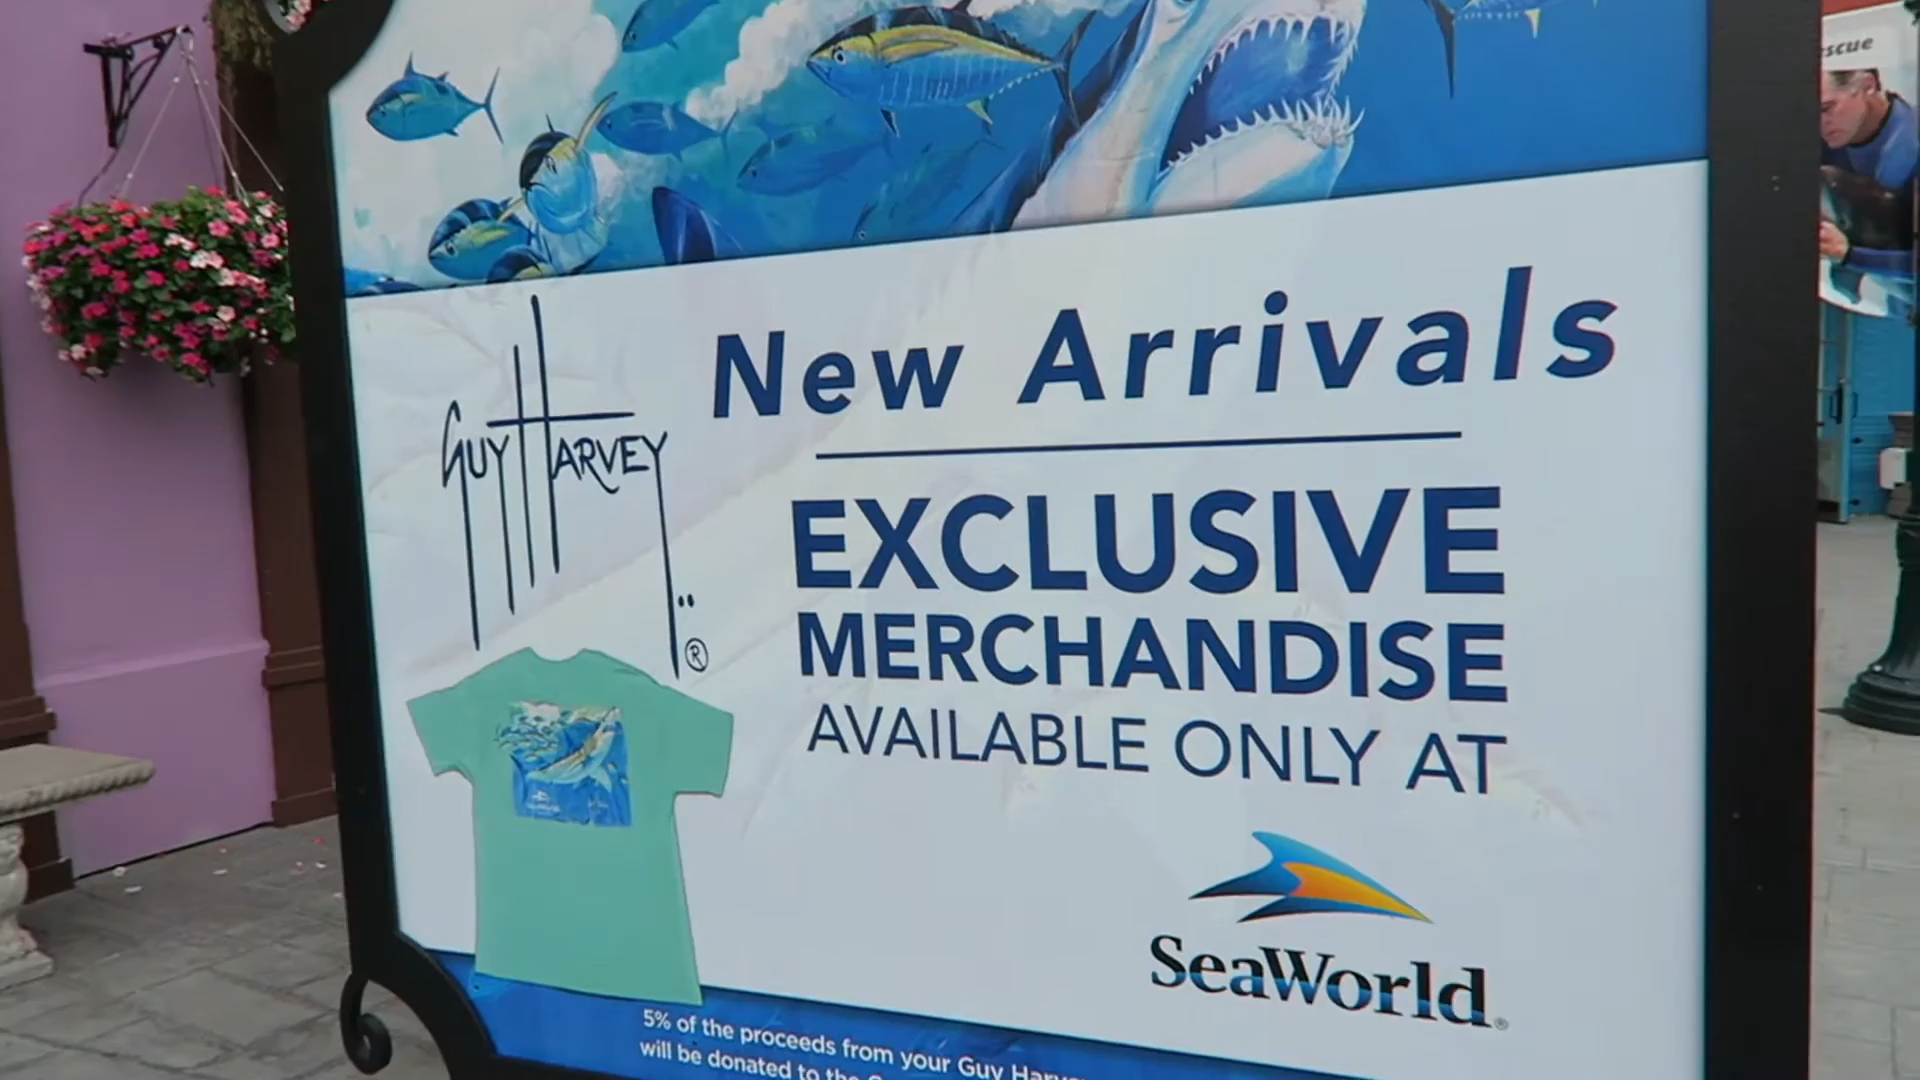 scue
New Arrivals
GUY HARVEY
®
EXCLUSIVE
MERCHANDISE
AVAILABLE ONLY AT
SeaWorld®
5% of the proceeds from your Guy
will be donated to the